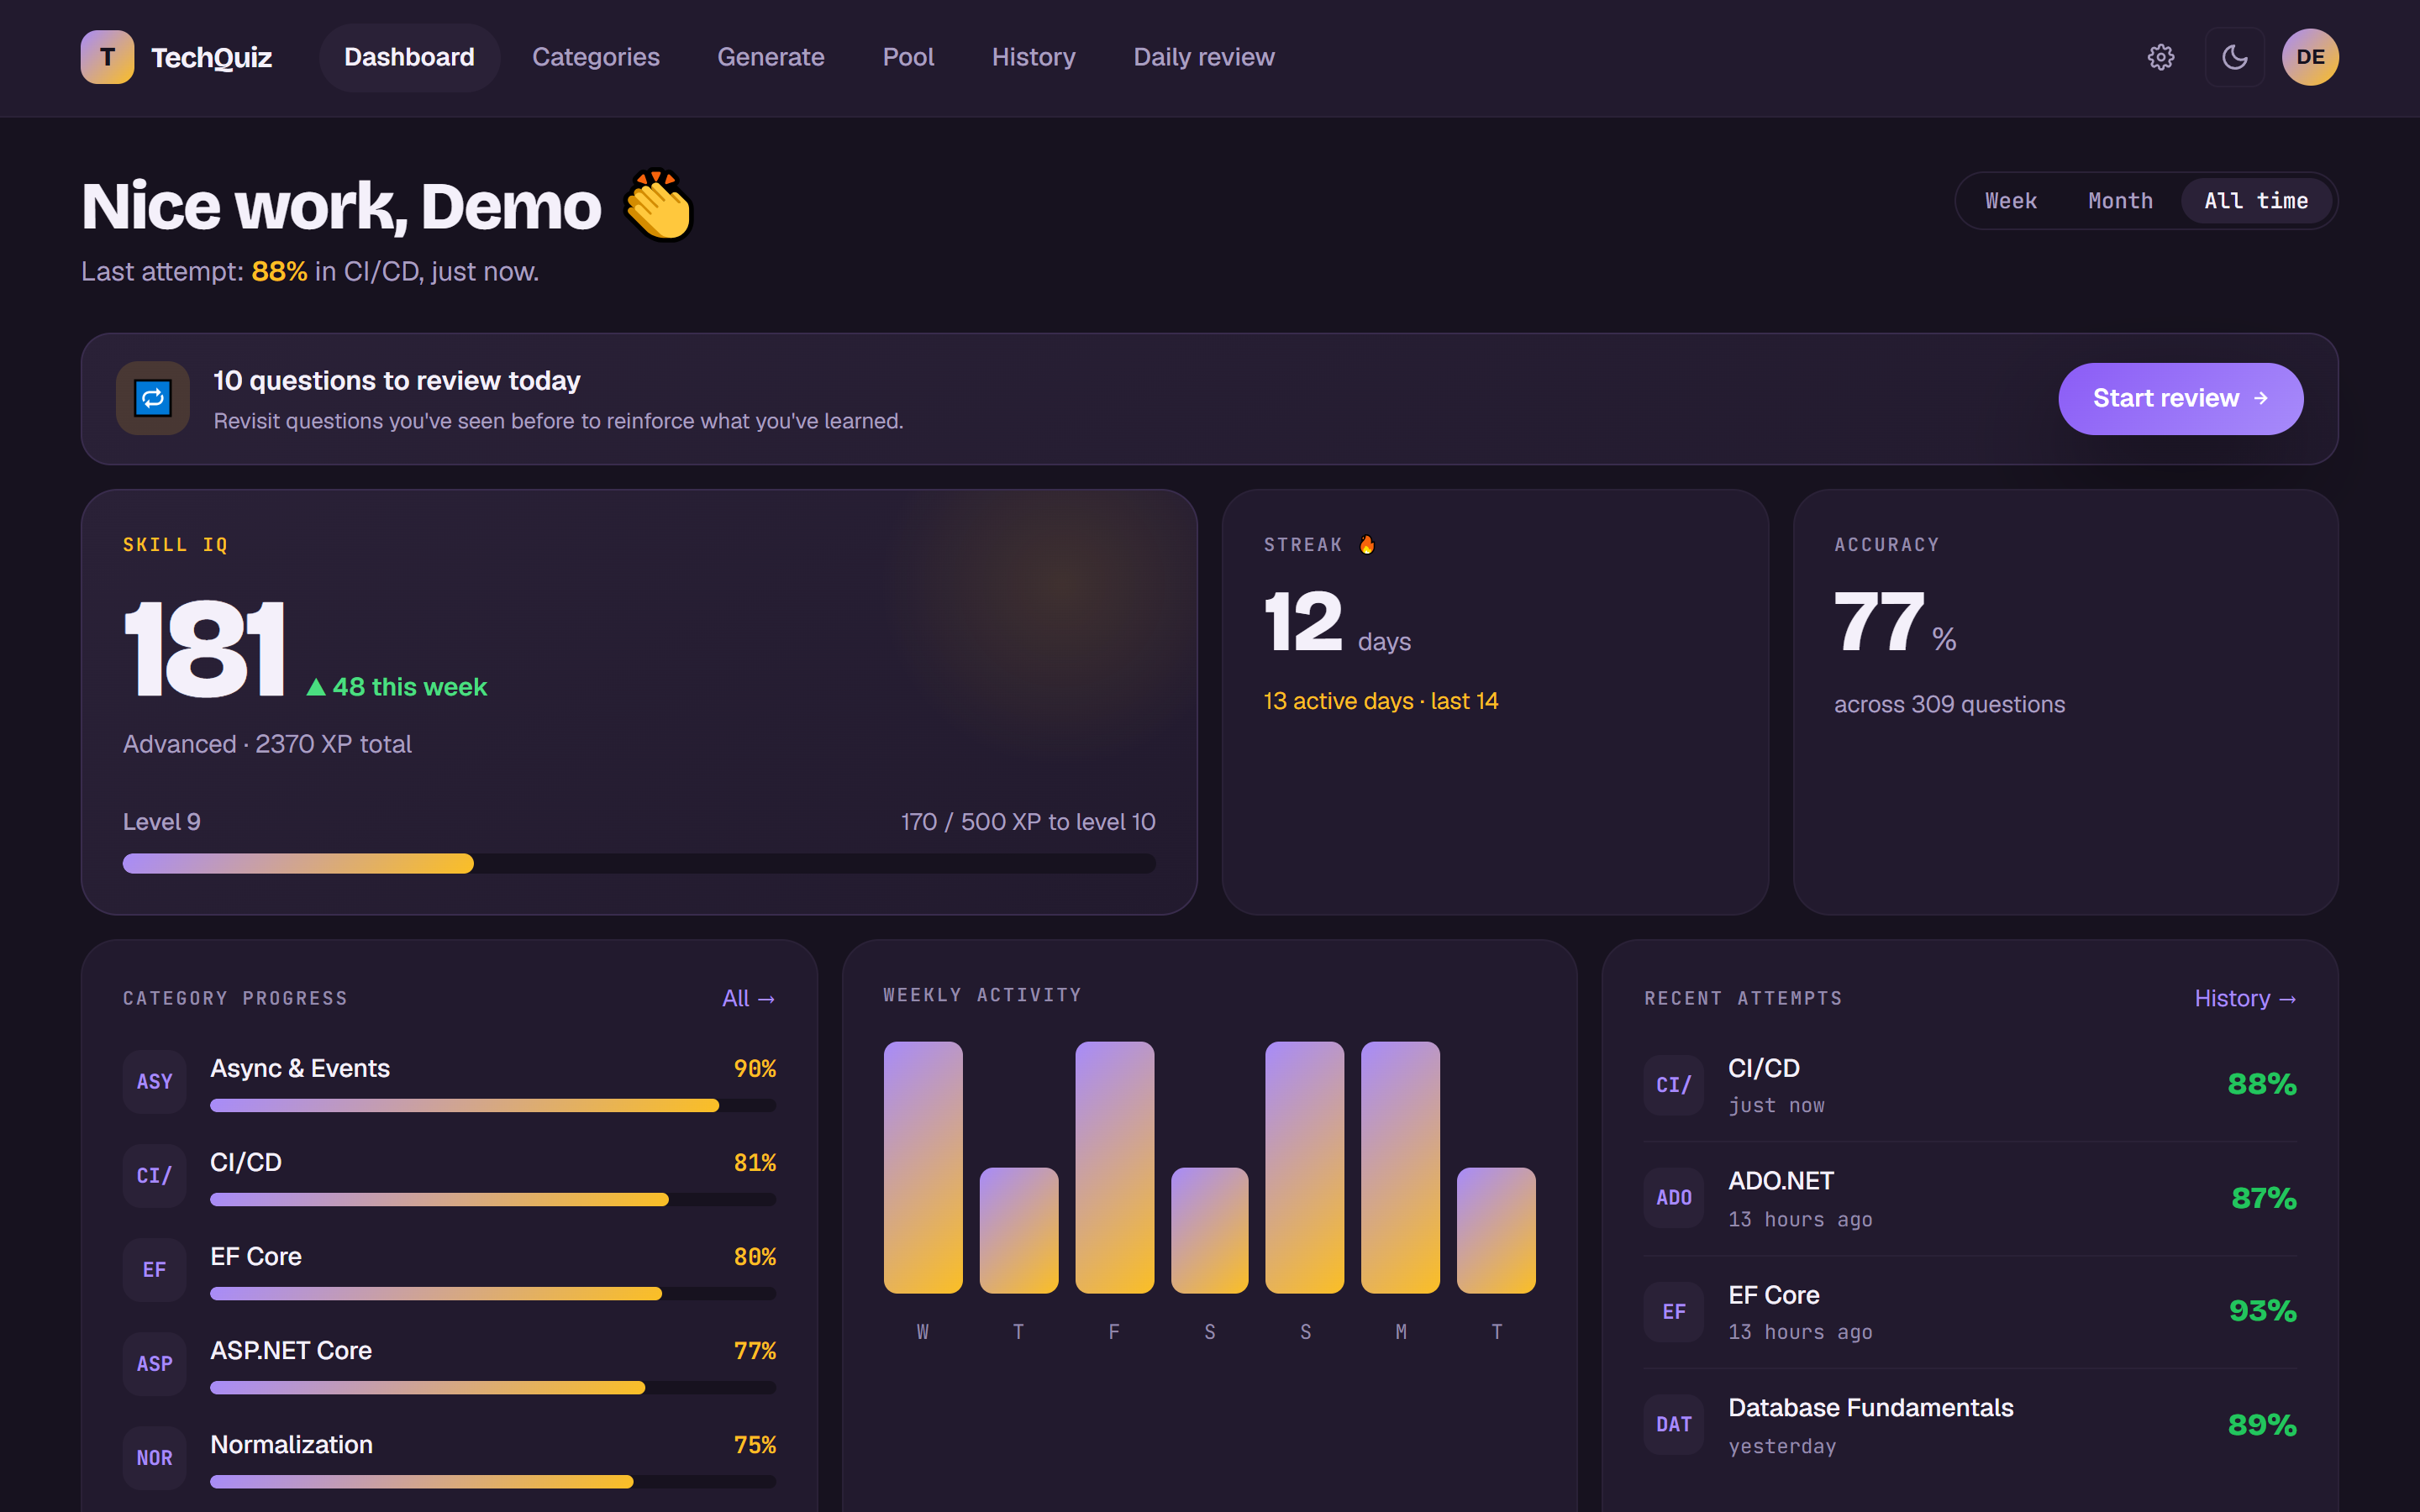 T TechQuiz Dashboard Categories Generate Pool History Daily review DE
Nice work, Demo 👏
Week Month All time
Last attempt: 88% in CI/CD, just now.
10 questions to review today
Revisit questions you've seen before to reinforce what you've learned.
Start review →
SKILL IQ
181 ▲ 48 this week
Advanced · 2370 XP total
Level 9 170 / 500 XP to level 10
STREAK 🔥
12 days
13 active days · last 14
ACCURACY
77 %
across 309 questions
CATEGORY PROGRESS All →
ASY Async & Events 90%
CI/ CI/CD 81%
EF EF Core 80%
ASP ASP.NET Core 77%
NOR Normalization 75%
WEEKLY ACTIVITY
W T F S S M T
RECENT ATTEMPTS History →
CI/ CI/CD 88%
just now
ADO ADO.NET 87%
13 hours ago
EF EF Core 93%
13 hours ago
DAT Database Fundamentals 89%
yesterday